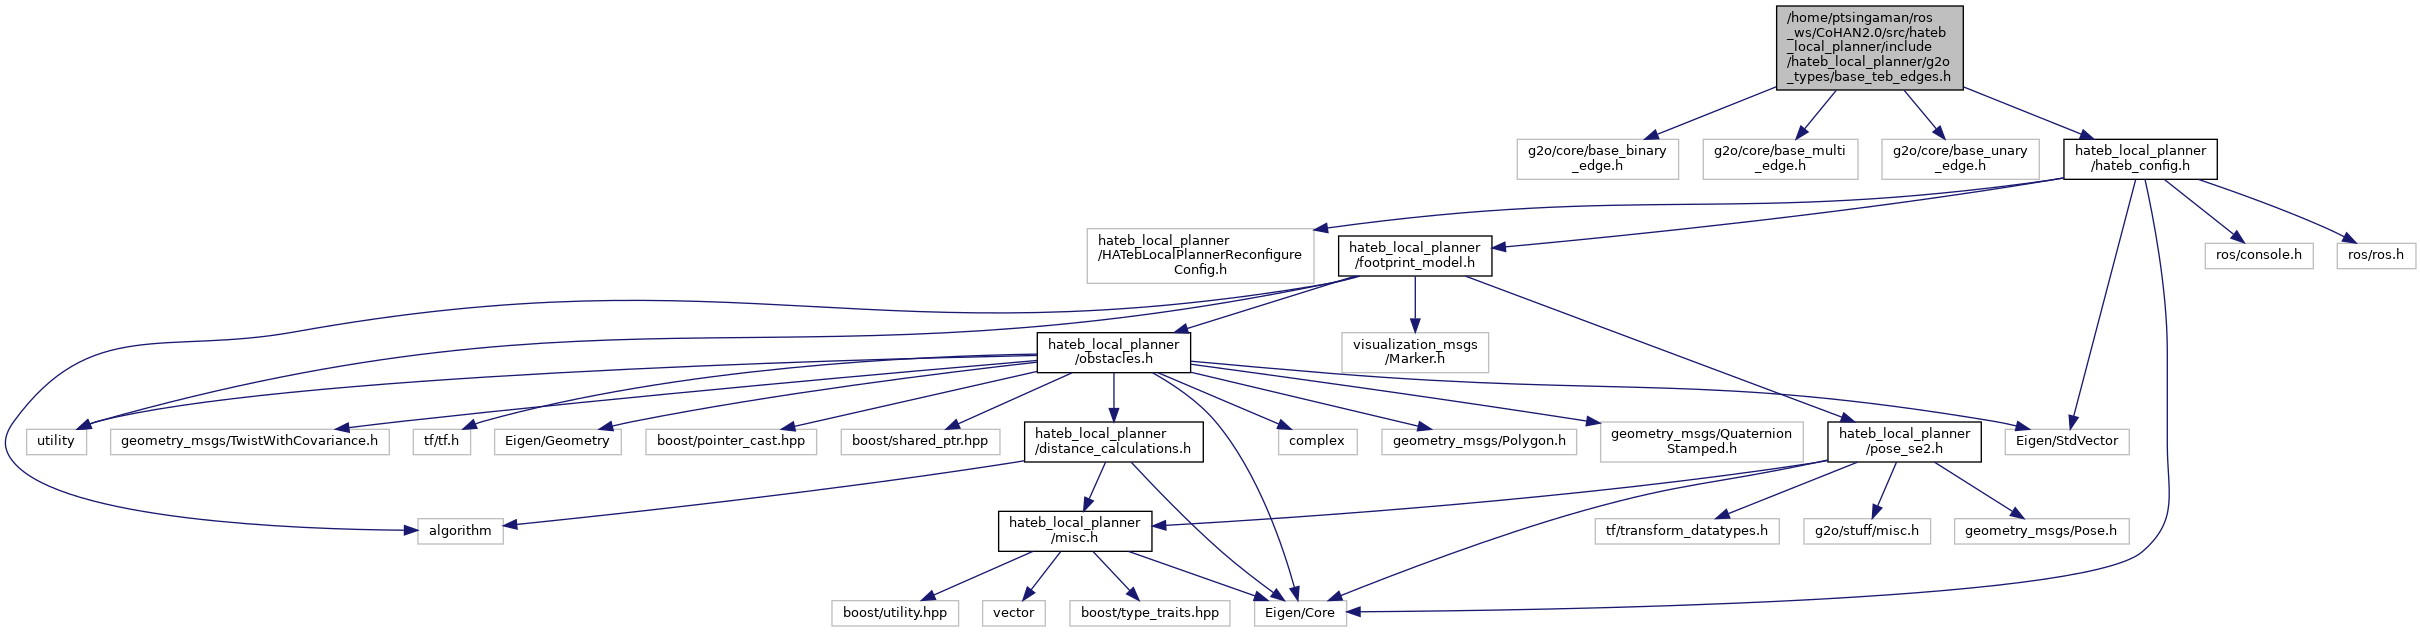 /home/ptsingaman/ros
_ws/CoHAN2.0/src/hateb
_local_planner/include
/hateb_local_planner/g2o
_types/base_teb_edges.h
g2o/core/base_binary
_edge.h
g2o/core/base_multi
_edge.h
g2o/core/base_unary
_edge.h
hateb_local_planner
/hateb_config.h
hateb_local_planner
/HATebLocalPlannerReconfigure
Config.h
hateb_local_planner
/footprint_model.h
ros/console.h
ros/ros.h
hateb_local_planner
/obstacles.h
visualization_msgs
/Marker.h
utility
geometry_msgs/TwistWithCovariance.h
tf/tf.h
Eigen/Geometry
boost/pointer_cast.hpp
boost/shared_ptr.hpp
hateb_local_planner
/distance_calculations.h
complex
geometry_msgs/Polygon.h
geometry_msgs/Quaternion
Stamped.h
hateb_local_planner
/pose_se2.h
Eigen/StdVector
algorithm
hateb_local_planner
/misc.h
tf/transform_datatypes.h
g2o/stuff/misc.h
geometry_msgs/Pose.h
boost/utility.hpp
vector
boost/type_traits.hpp
Eigen/Core